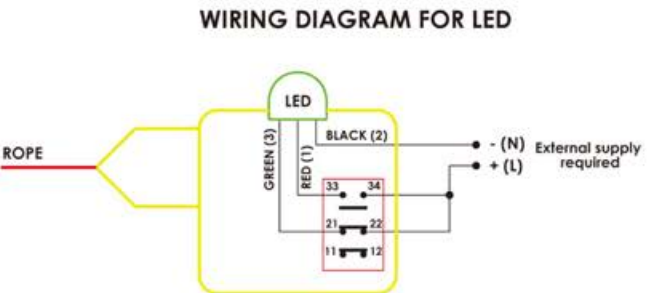 WIRING DIAGRAM FOR LED
LED
ROPE
GREEN (3)
RED (1)
BLACK (2)
- (N)
+ (L)
External supply
required
33 34
21 22
11 12